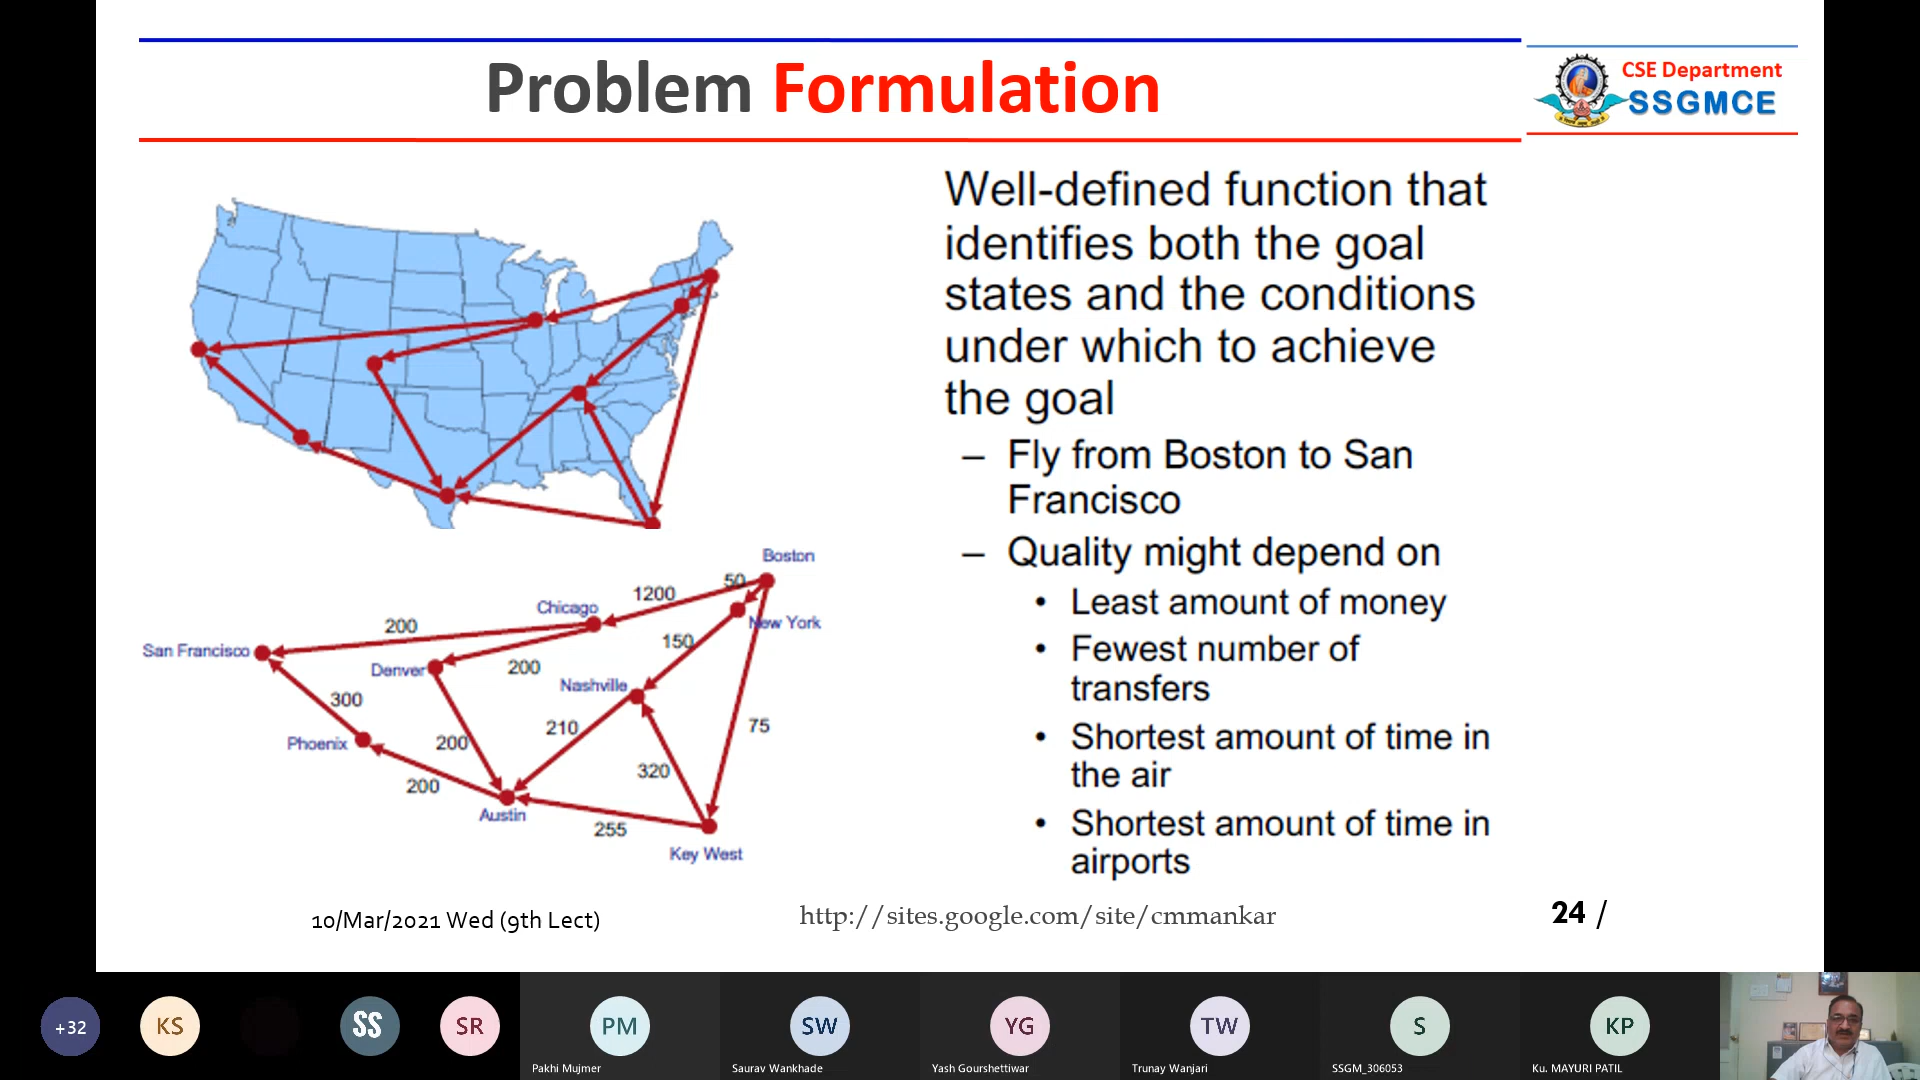 Problem Formulation
CSE Department
SSGMCE
Well-defined function that
identifies both the goal
states and the conditions
under which to achieve
the goal
– Fly from Boston to San
Francisco
– Quality might depend on
• Least amount of money
• Fewest number of
transfers
• Shortest amount of time in
the air
• Shortest amount of time in
airports
Boston
50
1200
Chicago
New York
200
150
San Francisco
Denver
200
Nashville
300
210
75
Phoenix
200
320
200
Austin
255
Key West
10/Mar/2021 Wed (9th Lect)
http://sites.google.com/site/cmmankar
24 /
+32
KS
SS
SR
PM
SW
YG
TW
S
KP
Pakhi Mujmer
Saurav Wankhade
Yash Gourshettiwar
Trunay Wanjari
SSGM_306053
Ku. MAYURI PATIL